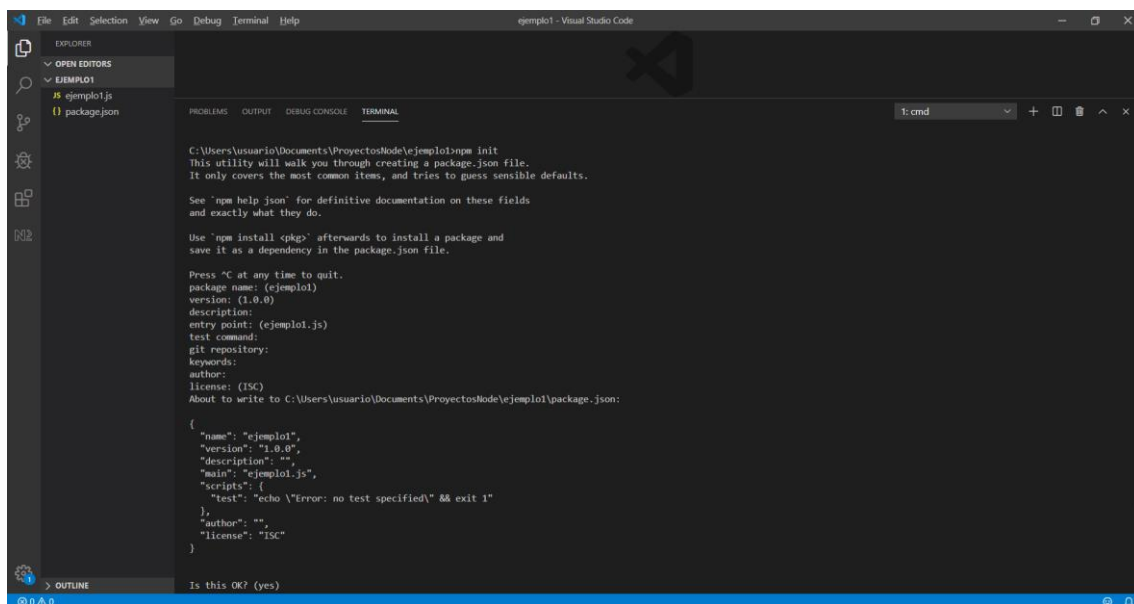 File Edit Selection View Go Debug Terminal Help
ejemplo1 - Visual Studio Code
EXPLORER
OPEN EDITORS
EJEMPLO1
JS ejemplo1.js
{} package.json
OUTLINE
PROBLEMS OUTPUT DEBUG CONSOLE TERMINAL
1: cmd
C:\Users\usuario\Documents\ProyectosNode\ejemplo1>npm init
This utility will walk you through creating a package.json file.
It only covers the most common items, and tries to guess sensible defaults.
See `npm help json` for definitive documentation on these fields
and exactly what they do.
Use `npm install <pkg>` afterwards to install a package and
save it as a dependency in the package.json file.
Press ^C at any time to quit.
package name: (ejemplo1)
version: (1.0.0)
description:
entry point: (ejemplo1.js)
test command:
git repository:
keywords:
author:
license: (ISC)
About to write to C:\Users\usuario\Documents\ProyectosNode\ejemplo1\package.json:
{
"name": "ejemplo1",
"version": "1.0.0",
"description": "",
"main": "ejemplo1.js",
"scripts": {
"test": "echo \"Error: no test specified\" && exit 1"
},
"author": "",
"license": "ISC"
}
Is this OK? (yes)
1
0 0